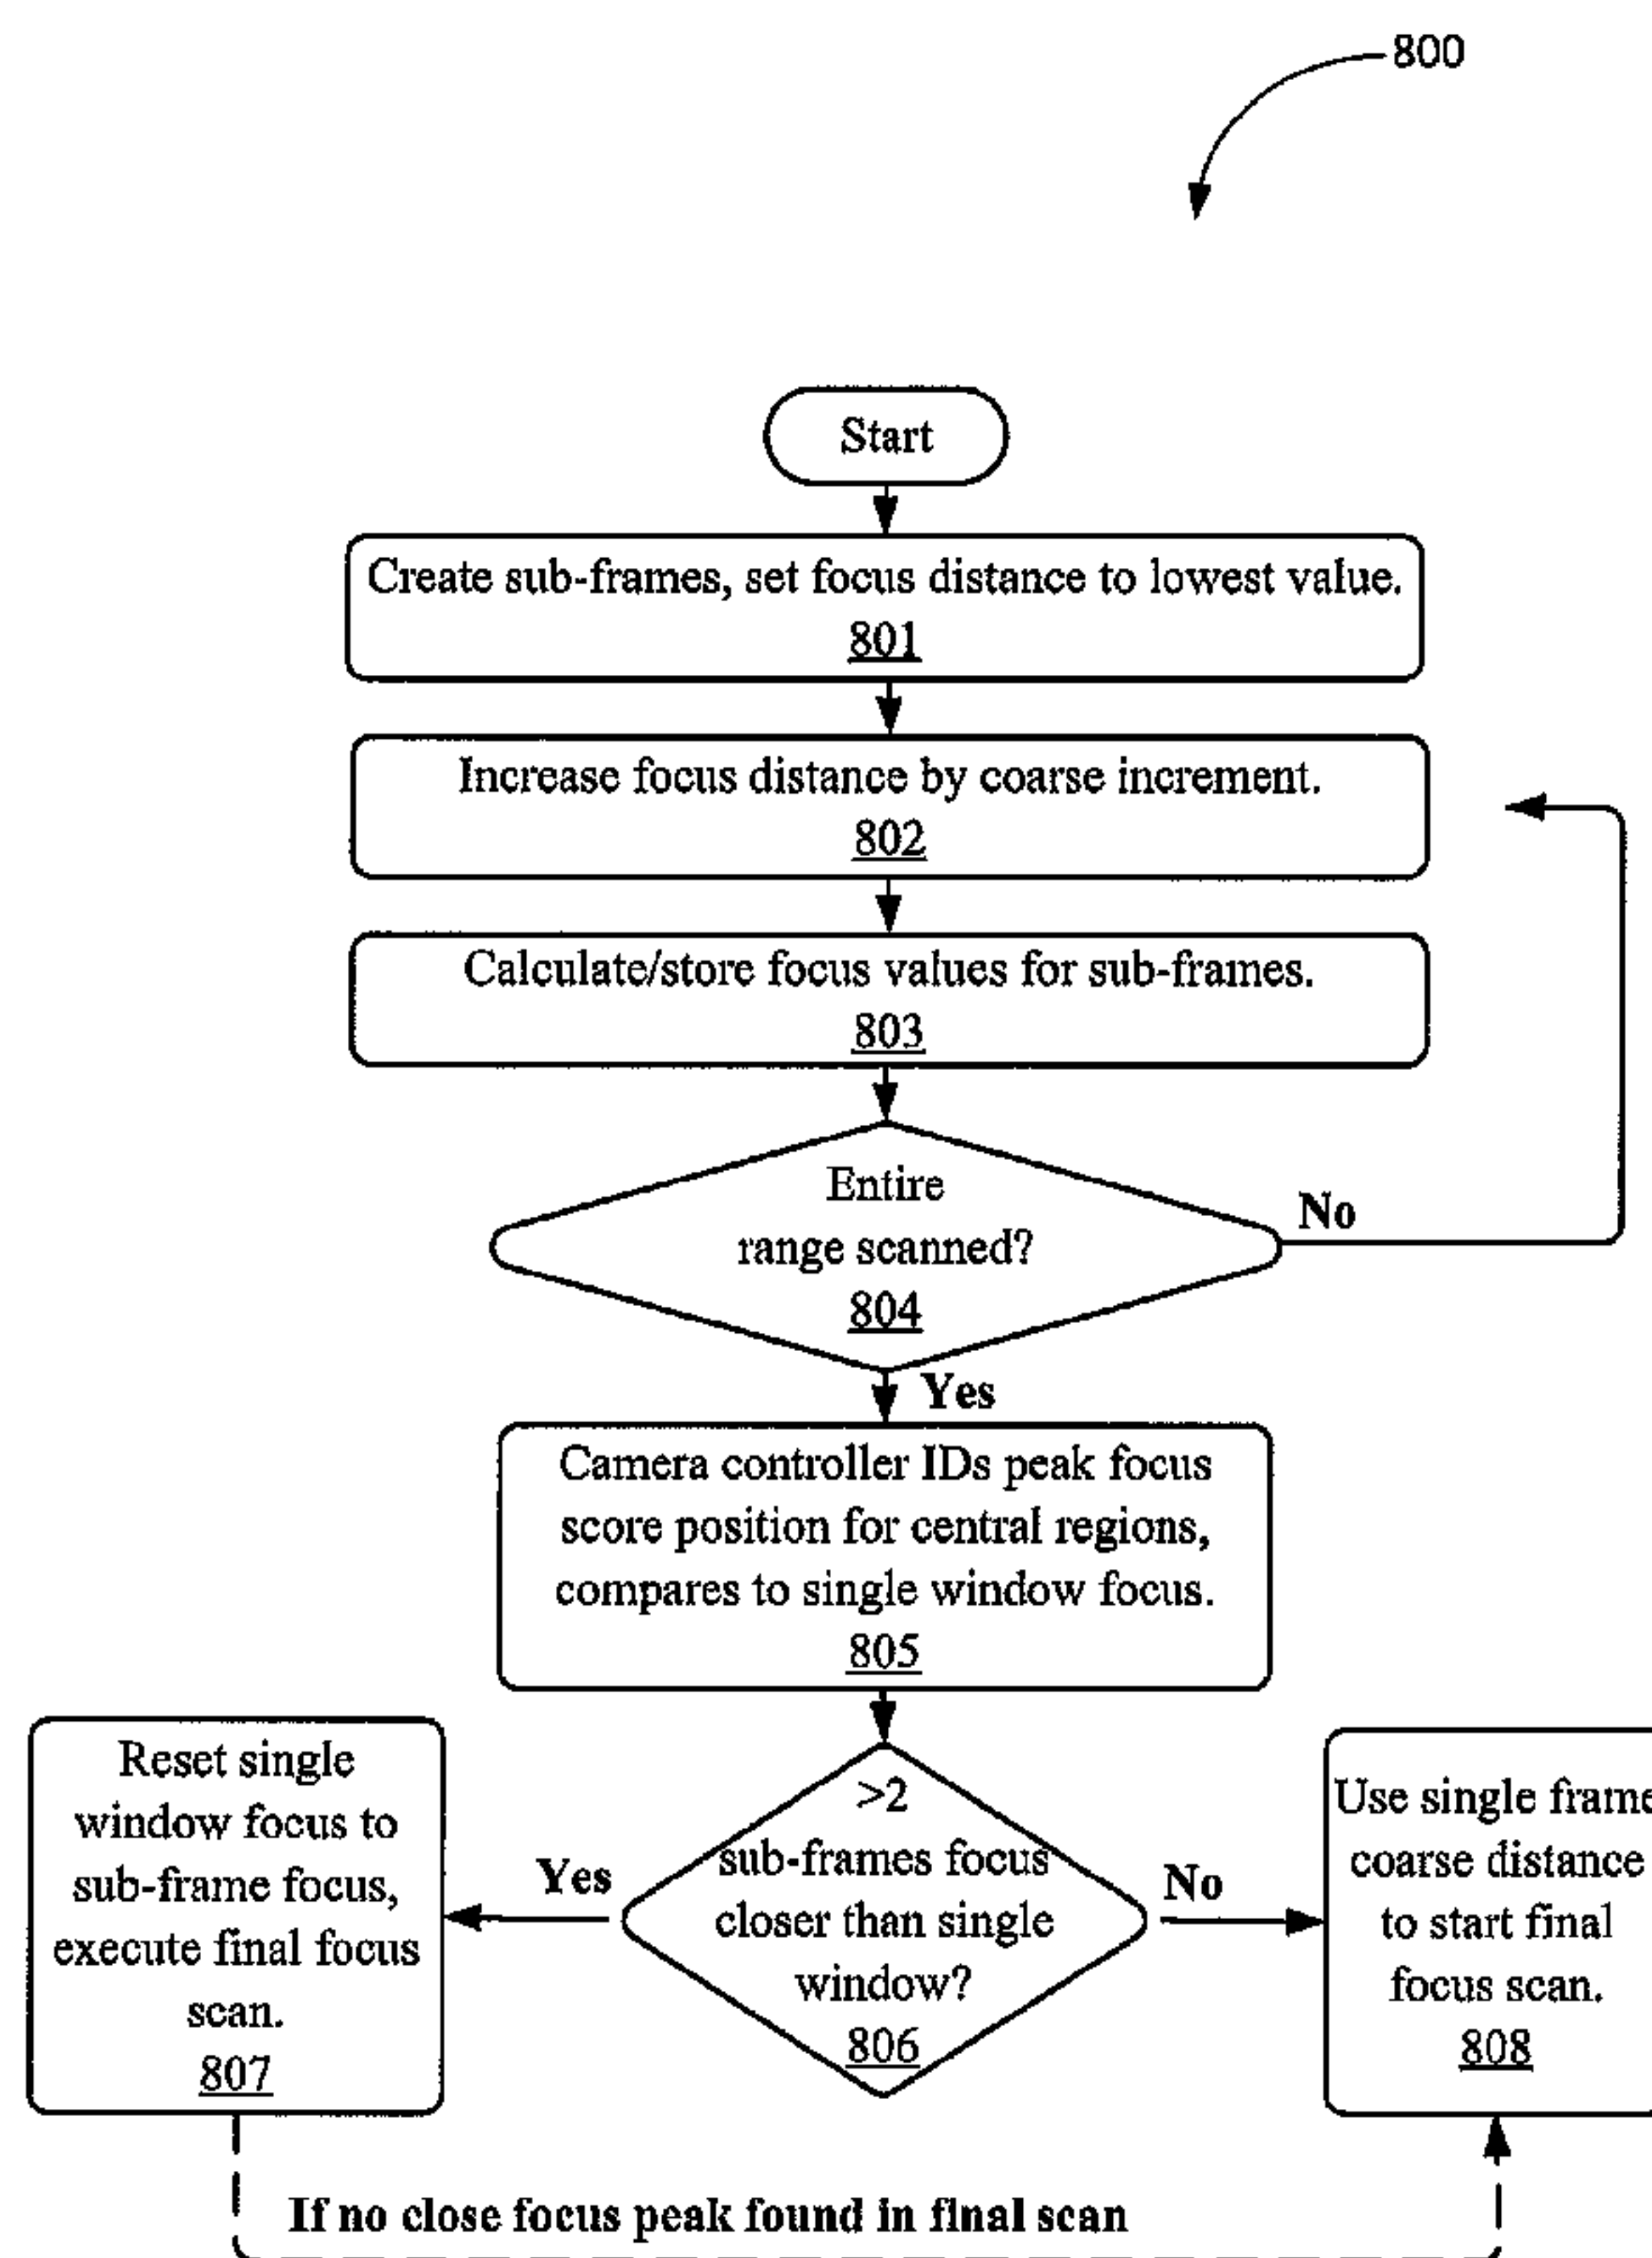 800
Start
Create sub-frames, set focus distance to lowest value.
801
Increase focus distance by coarse increment.
802
Calculate/store focus values for sub-frames.
803
Entire
range scanned?
804
No
Yes
Camera controller IDs peak focus
score position for central regions,
compares to single window focus.
805
Reset single
window focus to
sub-frame focus,
execute final focus
scan.
807
Yes
>2
sub-frames focus
closer than single
window?
806
No
Use single frame
coarse distance
to start final
focus scan.
808
If no close focus peak found in final scan